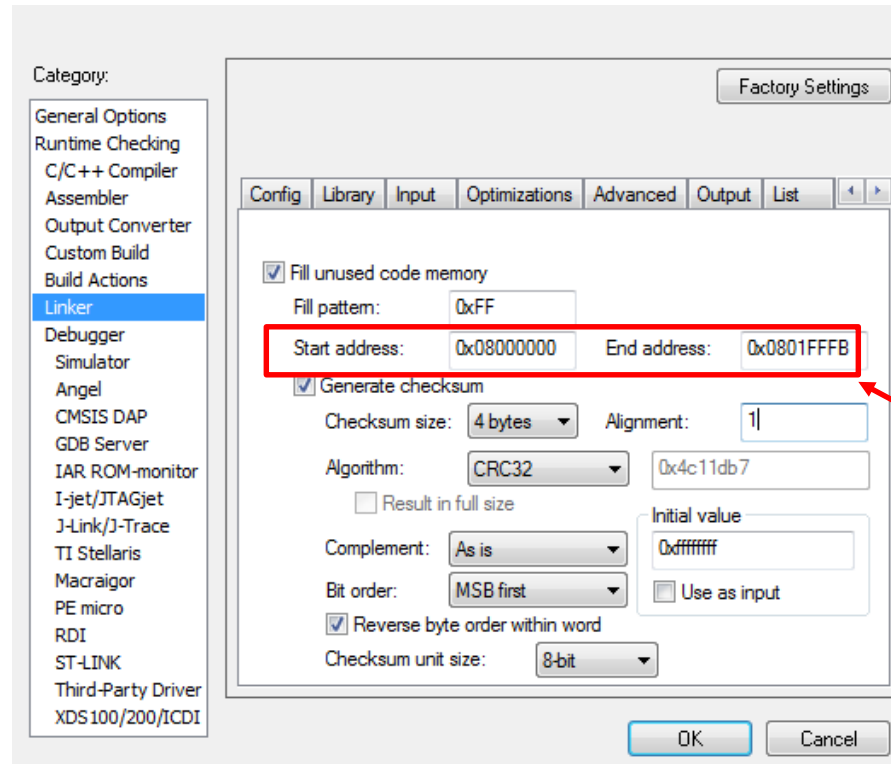 Category:
Factory Settings
General Options
Runtime Checking
C/C++ Compiler
Assembler
Output Converter
Custom Build
Build Actions
Linker
Debugger
Simulator
Angel
CMSIS DAP
GDB Server
IAR ROM-monitor
I-jet/JTAGjet
J-Link/J-Trace
TI Stellaris
Macraigor
PE micro
RDI
ST-LINK
Third-Party Driver
XDS100/200/ICDI
Config Library Input Optimizations Advanced Output List
Fill unused code memory
Fill pattern: 0xFF
Start address: 0x08000000 End address: 0x0801FFFB
Generate checksum
Checksum size: 4 bytes Alignment: 1
Algorithm: CRC32 0x4c11db7
Result in full size
Initial value
Complement: As is 0xffffffff
Bit order: MSB first Use as input
Reverse byte order within word
Checksum unit size: 8-bit
OK Cancel